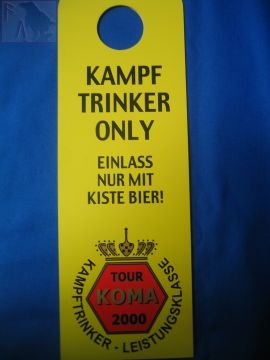 KAMPF
TRINKER
ONLY
EINLASS
NUR MIT
KISTE BIER!
TOUR
KOMA
2000
KAMPFTRINKER - LEISTUNGSKLASSE